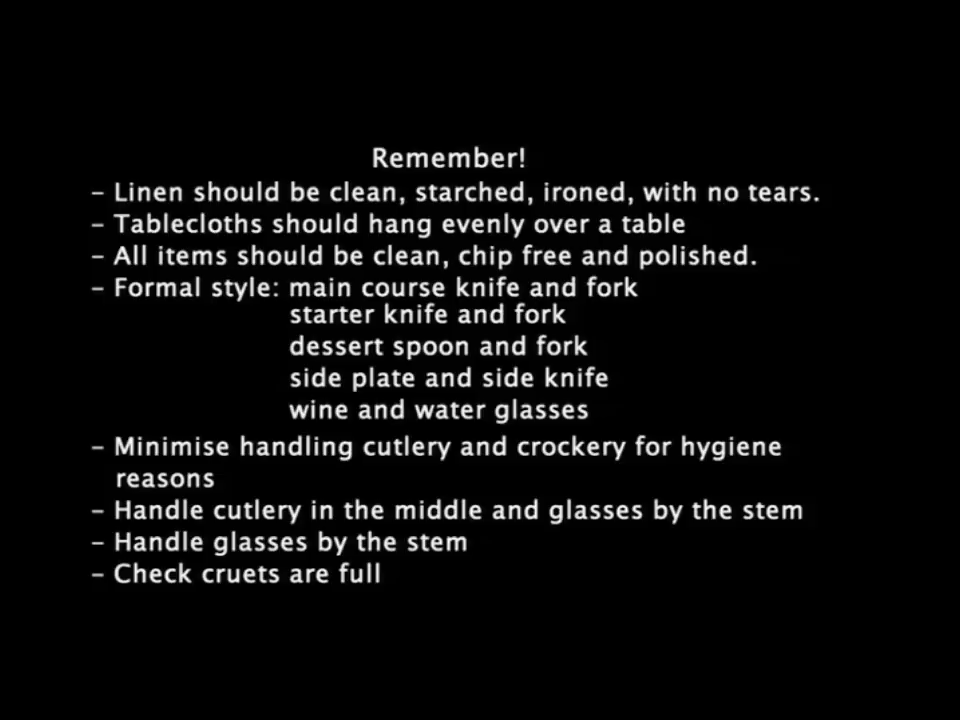 Remember!
– Linen should be clean, starched, ironed, with no tears.
– Tablecloths should hang evenly over a table
– All items should be clean, chip free and polished.
– Formal style: main course knife and fork
starter knife and fork
dessert spoon and fork
side plate and side knife
wine and water glasses
– Minimise handling cutlery and crockery for hygiene
reasons
– Handle cutlery in the middle and glasses by the stem
– Handle glasses by the stem
– Check cruets are full